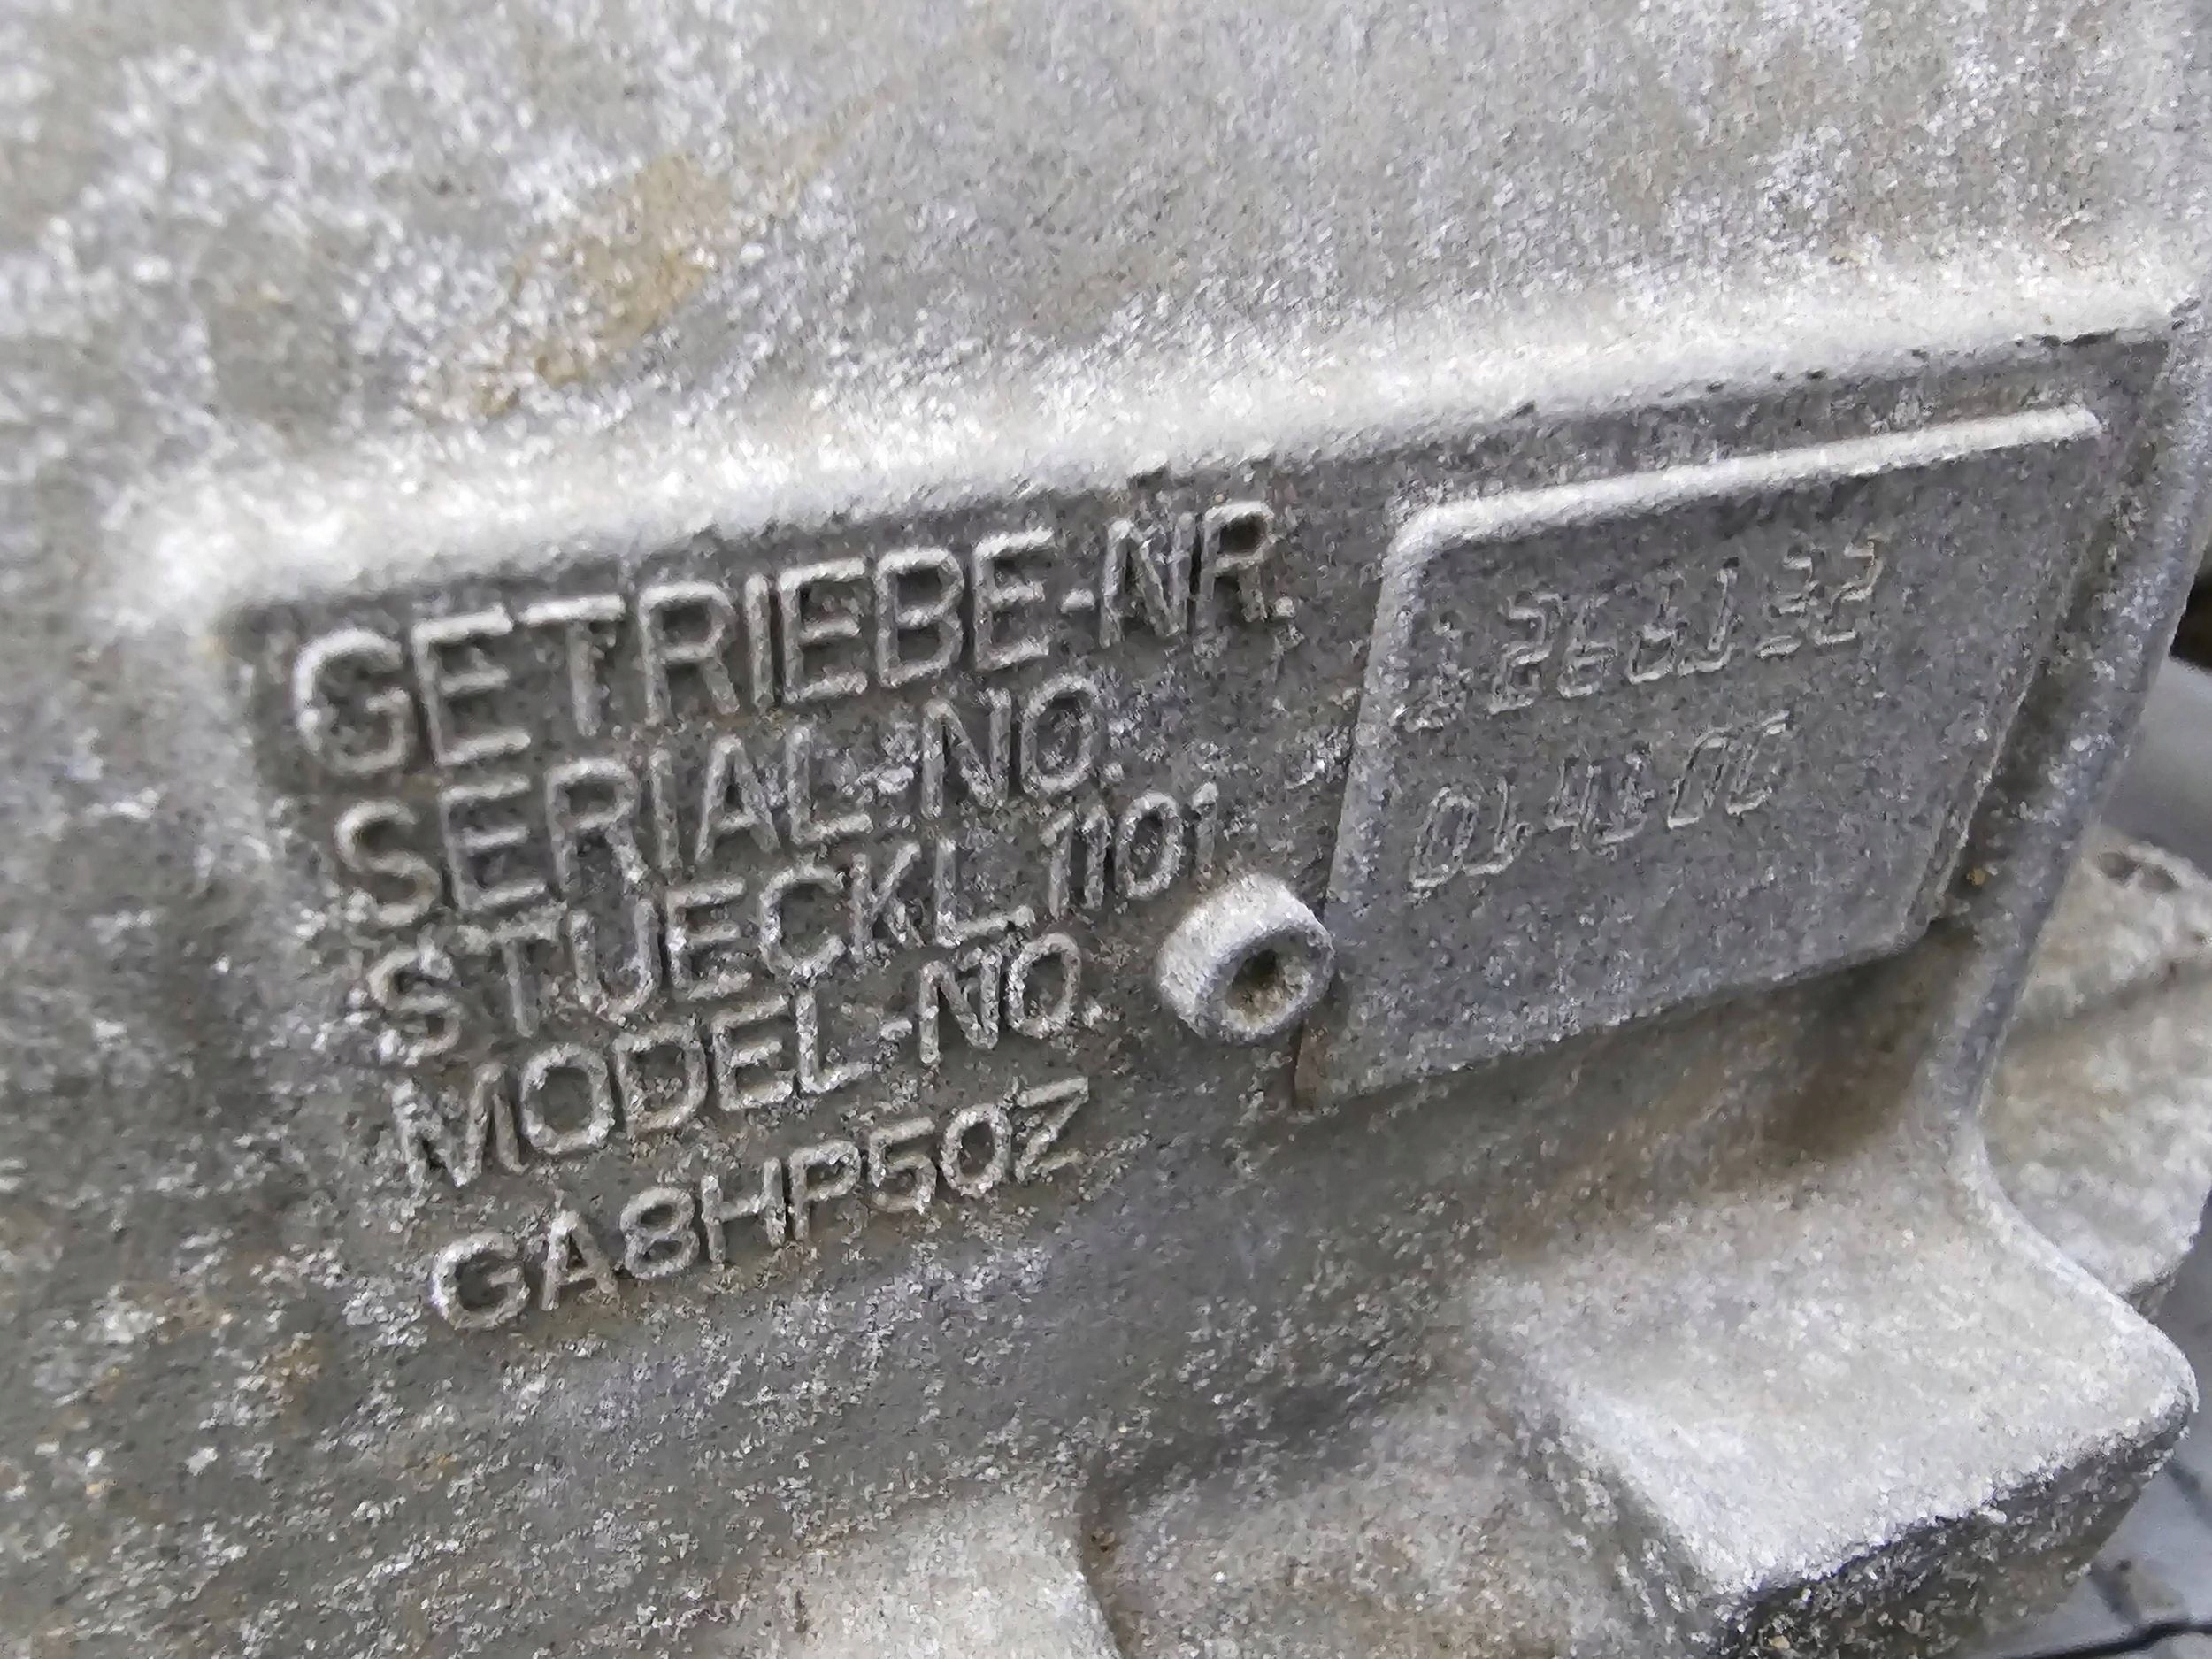 GETRIEBE-NR.
SERIAL-NO.
STUECKL. 1101
MODEL-NO.
GA8HP50Z